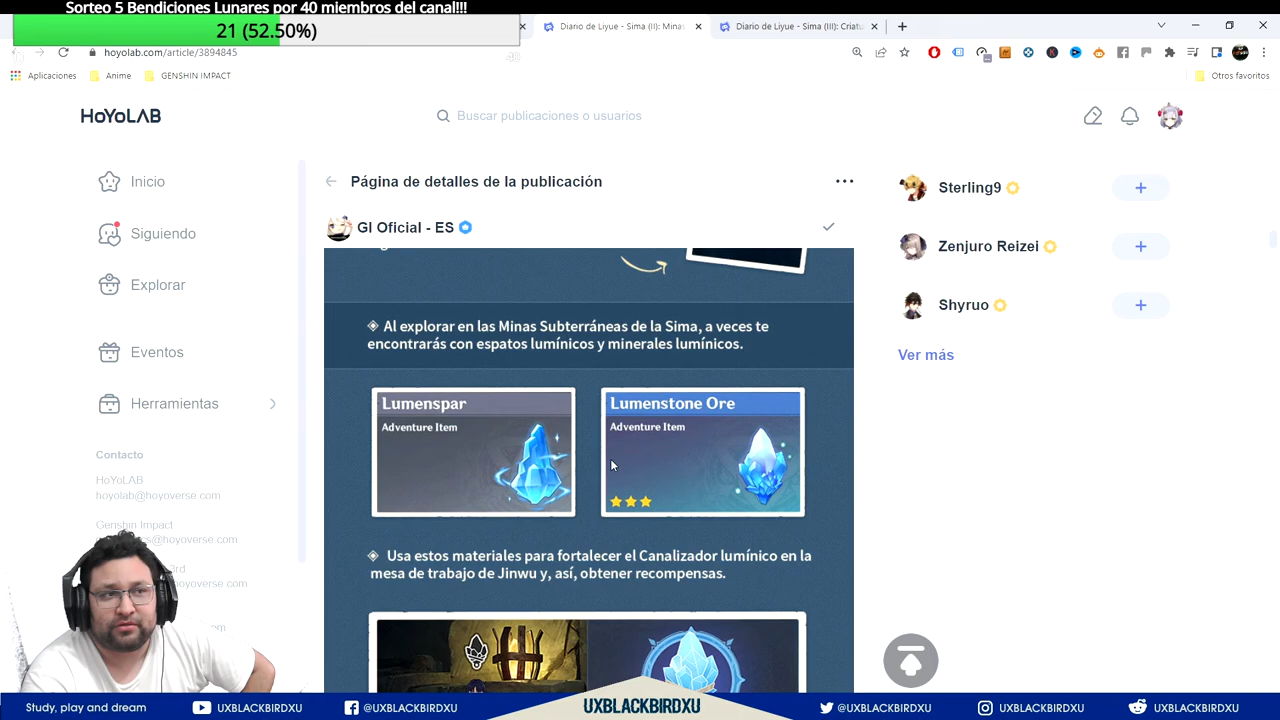 Sorteo 5 Bendiciones Lunares por 40 miembros del canal!!!
21 (52.50%)
Diario de Liyue - Sima (II): Minas
Diario de Liyue - Sima (III): Criatu
hoyolab.com/article/3894845
Aplicaciones
Anime
GENSHIN IMPACT
Otros favoritos
HoYoLAB
Buscar publicaciones o usuarios
Inicio
Siguiendo
Explorar
Eventos
Herramientas
Contacto
HoYoLAB
hoyolab@hoyoverse.com
Genshin Impact
@hoyoverse.com
3rd
hoyoverse.com
Página de detalles de la publicación
GI Oficial - ES
Al explorar en las Minas Subterráneas de la Sima, a veces te
encontrarás con espatos lumínicos y minerales lumínicos.
Lumenspar
Adventure Item
Lumenstone Ore
Adventure Item
Usa estos materiales para fortalecer el Canalizador lumínico en la
mesa de trabajo de Jinwu y, así, obtener recompensas.
Sterling9
Zenjuro Reizei
Shyruo
Ver más
Study, play and dream
UXBLACKBIRDXU
@UXBLACKBIRDXU
UXBLACKBIRDXU
@UXBLACKBIRDXU
UXBLACKBIRDXU
UXBLACKBIRDXU